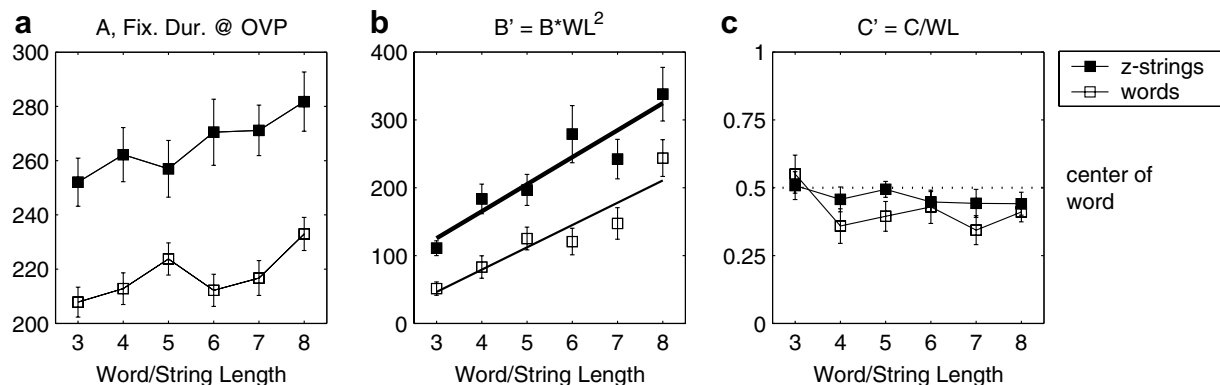 a A, Fix. Dur. @ OVP
300
280
260
240
220
200
3 4 5 6 7 8
Word/String Length
b B' = B*WL²
400
300
200
100
0
3 4 5 6 7 8
Word/String Length
c C' = C/WL
1
0.75
0.5
0.25
0
3 4 5 6 7 8
Word/String Length
z-strings
words
center of
word